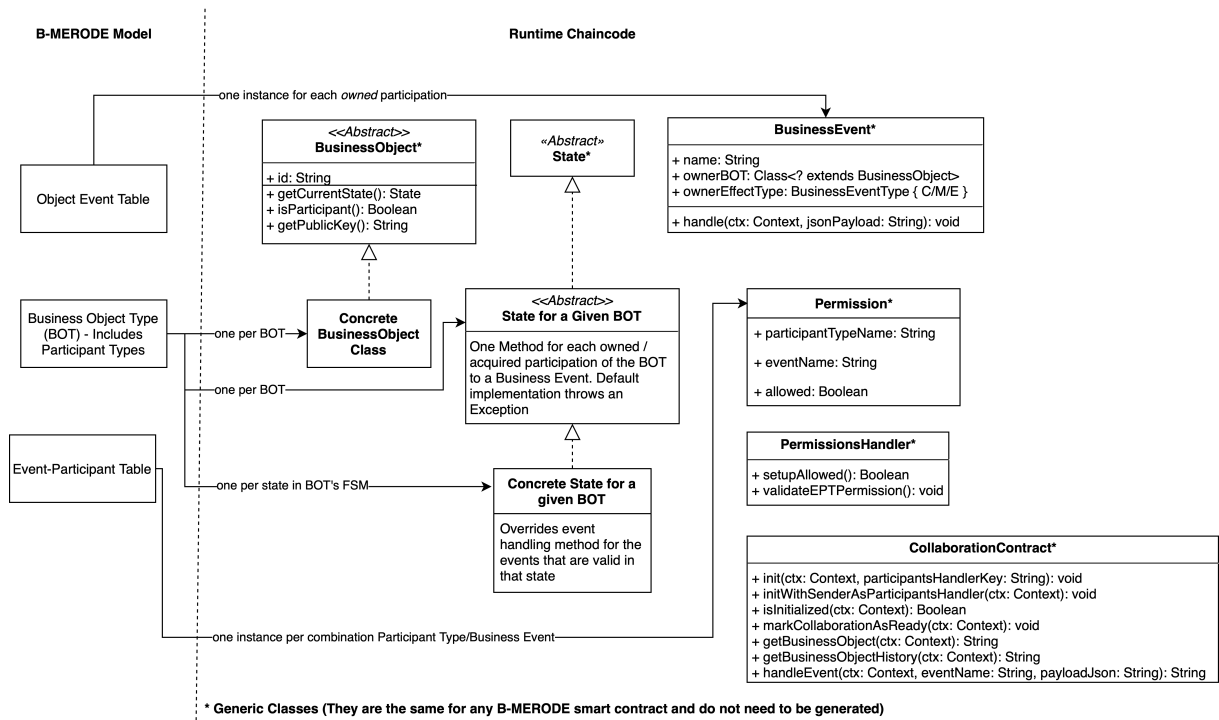 B-MERODE Model
Runtime Chaincode
one instance for each owned participation
Object Event Table
<<Abstract>>
BusinessObject*
+ id: String
+ getCurrentState(): State
+ isParticipant(): Boolean
+ getPublicKey(): String
«Abstract»
State*
BusinessEvent*
+ name: String
+ ownerBOT: Class<? extends BusinessObject>
+ ownerEffectType: BusinessEventType { C/M/E }
+ handle(ctx: Context, jsonPayload: String): void
Business Object Type
(BOT) - Includes
Participant Types
one per BOT
one per BOT
Concrete
BusinessObject
Class
<<Abstract>>
State for a Given BOT
One Method for each owned /
acquired participation of the BOT
to a Business Event. Default
implementation throws an
Exception
Permission*
+ participantTypeName: String
+ eventName: String
+ allowed: Boolean
Event-Participant Table
one per state in BOT's FSM
Concrete State for a
given BOT
Overrides event
handling method for the
events that are valid in
that state
PermissionsHandler*
+ setupAllowed(): Boolean
+ validateEPTPermission(): void
one instance per combination Participant Type/Business Event
CollaborationContract*
+ init(ctx: Context, participantsHandlerKey: String): void
+ initWithSenderAsParticipantsHandler(ctx: Context): void
+ isInitialized(ctx: Context): Boolean
+ markCollaborationAsReady(ctx: Context): void
+ getBusinessObject(ctx: Context): String
+ getBusinessObjectHistory(ctx: Context): String
+ handleEvent(ctx: Context, eventName: String, payloadJson: String): String
* Generic Classes (They are the same for any B-MERODE smart contract and do not need to be generated)